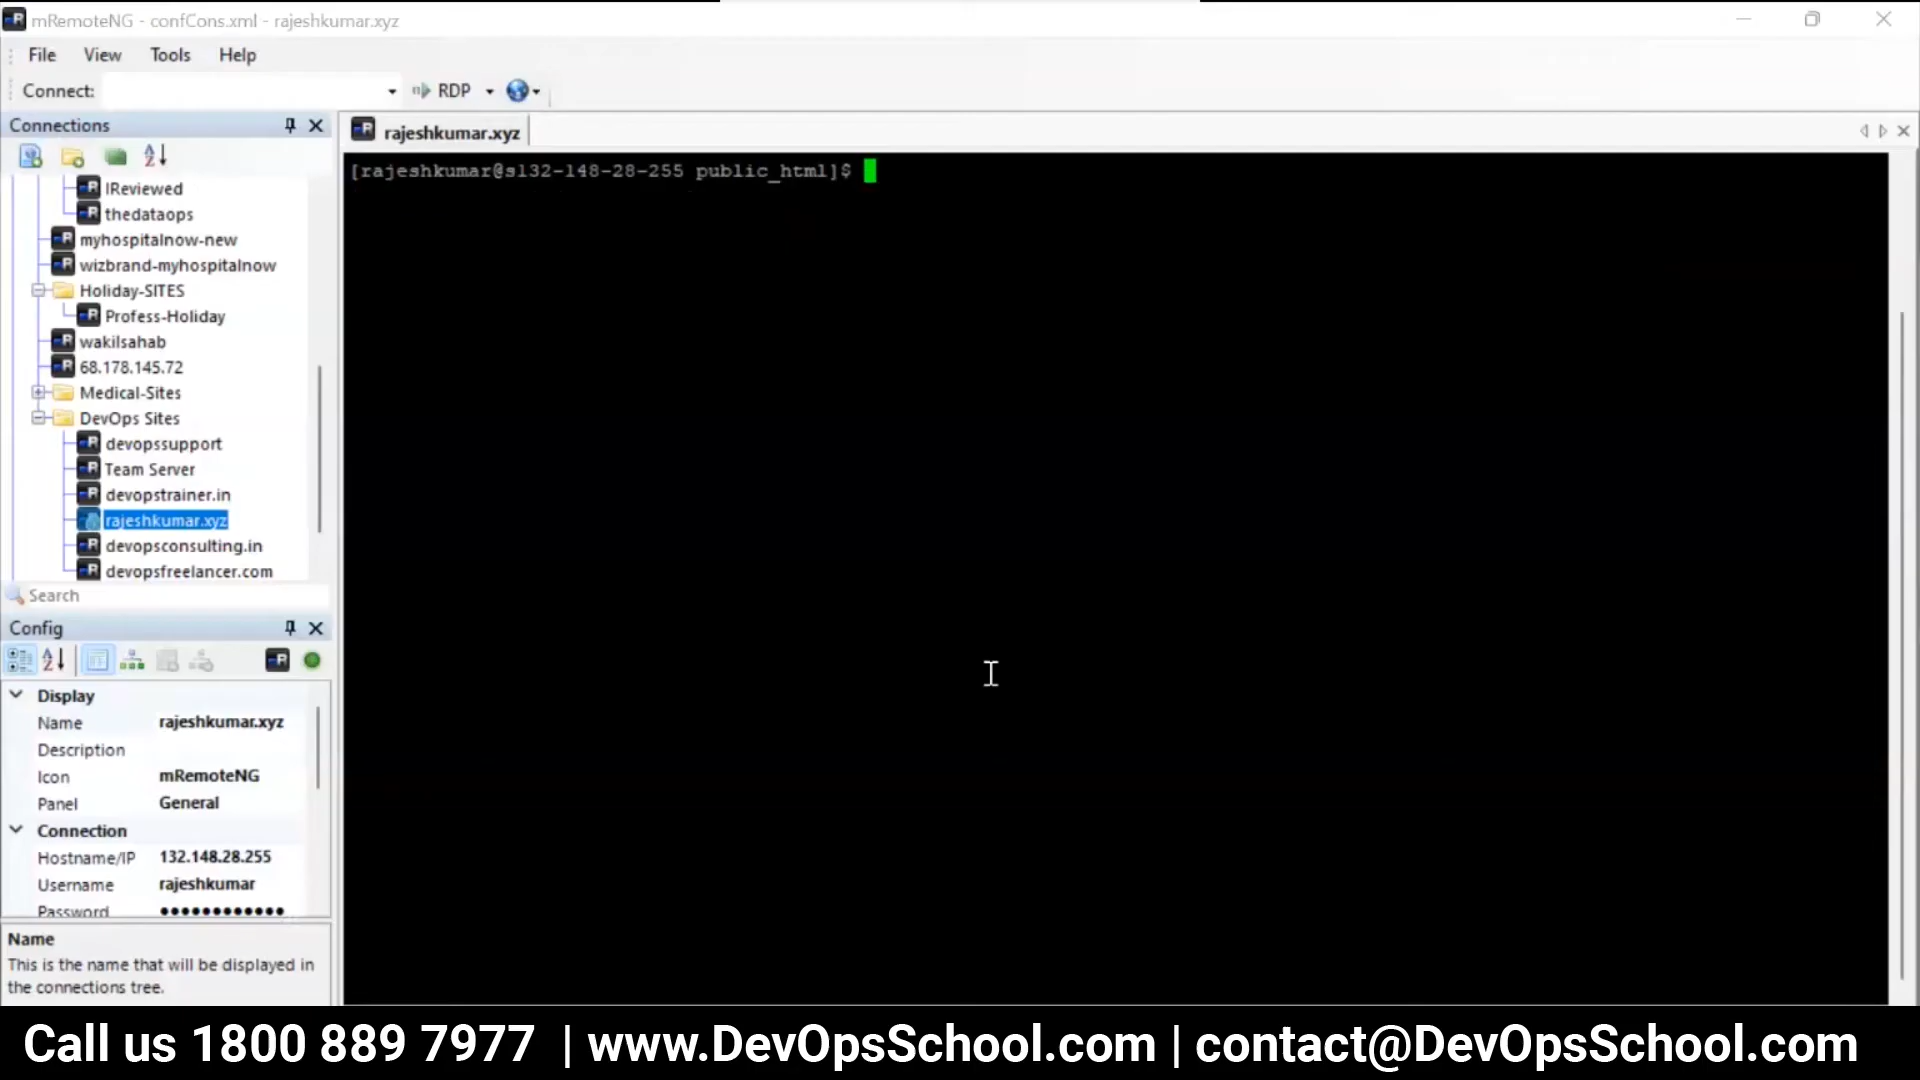 mRemoteNG - confCons.xml - rajeshkumar.xyz
File View Tools Help
Connect: RDP
Connections
rajeshkumar.xyz
[rajeshkumar@s132-148-28-255 public_html]$
IReviewed
thedataops
myhospitalnow-new
wizbrand-myhospitalnow
Holiday-SITES
Profess-Holiday
wakilsahab
68.178.145.72
Medical-Sites
DevOps Sites
devopssupport
Team Server
devopstrainer.in
rajeshkumar.xyz
devopsconsulting.in
devopsfreelancer.com
Search
Config
Display
Name rajeshkumar.xyz
Description
Icon mRemoteNG
Panel General
Connection
Hostname/IP 132.148.28.255
Username rajeshkumar
Password ●●●●●●●●●●●●
Name
This is the name that will be displayed in
the connections tree.
Call us 1800 889 7977 | www.DevOpsSchool.com | contact@DevOpsSchool.com